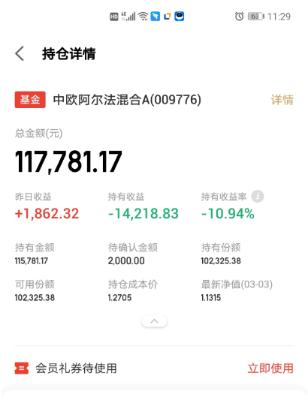 11:29
持仓详情
基金 中欧阿尔法混合A(009776) 详情
总金额(元)
117,781.17
昨日收益 持有收益 持有收益率
+1,862.32 -14,218.83 -10.94%
持有金额 待确认金额 持有份额
115,781.17 2,000.00 102,325.38
可用份额 持仓成本价 最新净值(03-03)
102,325.38 1.2705 1.1315
会员礼券待使用 立即使用